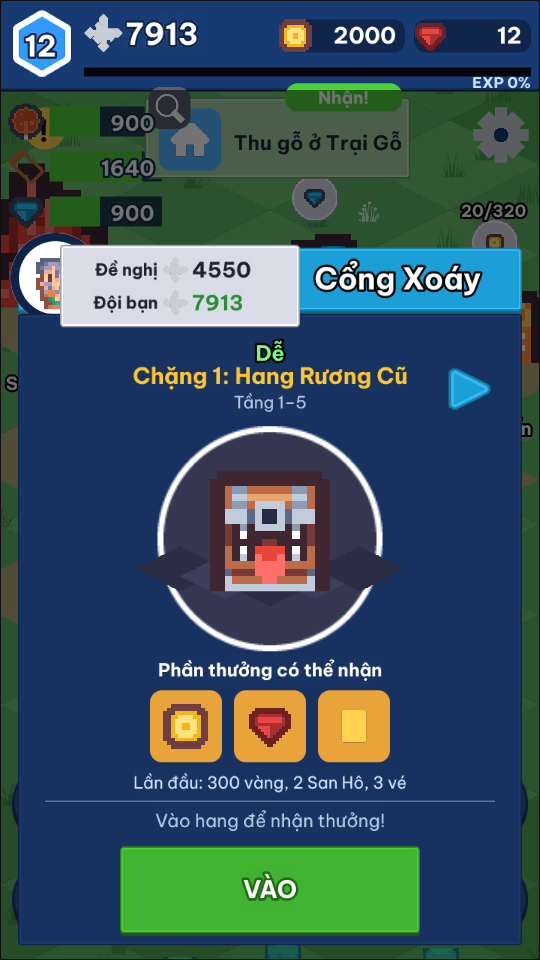 12
7913
2000
12
EXP 0%
Nhận!
900
Thu gỗ ở Trại Gỗ
1640
900
20/320
Đề nghị 4550
Đội bạn 7913
Cổng Xoáy
Dễ
Chặng 1: Hang Rương Cũ
Tầng 1-5
Phần thưởng có thể nhận
Lần đầu: 300 vàng, 2 San Hô, 3 vé
Vào hang để nhận thưởng!
VÀO